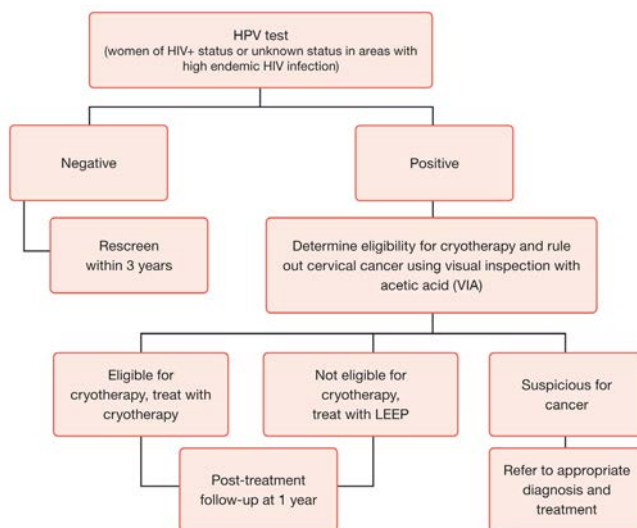 HPV test
(women of HIV+ status or unknown status in areas with
high endemic HIV infection)
Negative
Positive
Rescreen
within 3 years
Determine eligibility for cryotherapy and rule
out cervical cancer using visual inspection with
acetic acid (VIA)
Eligible for
cryotherapy, treat with
cryotherapy
Not eligible for
cryotherapy,
treat with LEEP
Suspicious for
cancer
Post-treatment
follow-up at 1 year
Refer to appropriate
diagnosis and
treatment